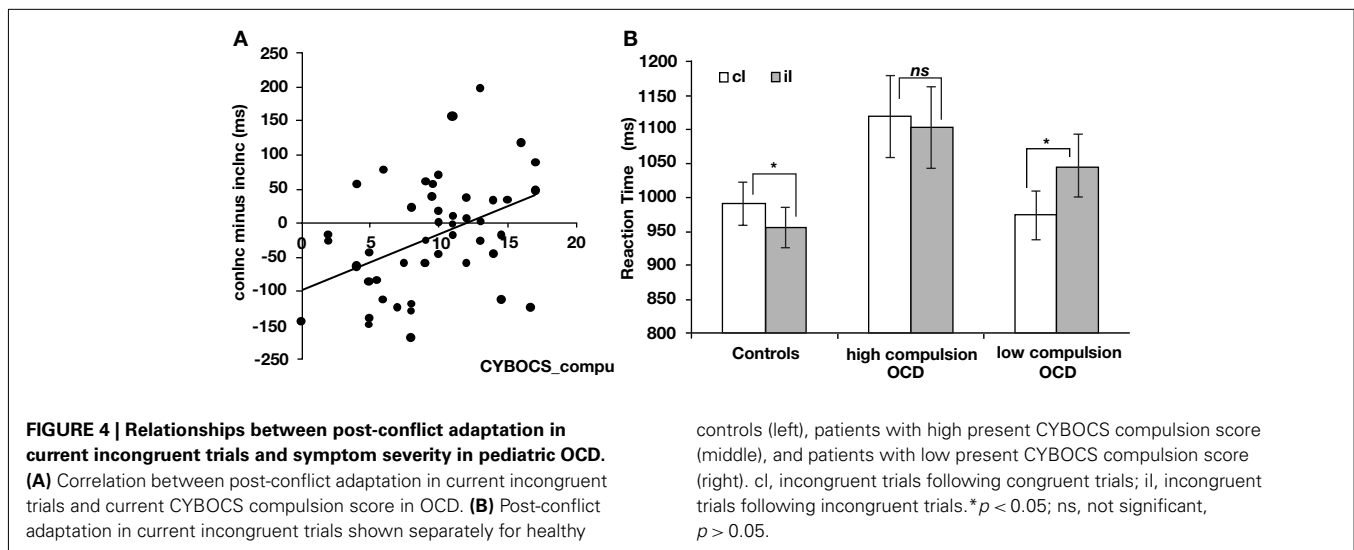 A
conInc minus incInc (ms)
250
200
150
100
50
0
-50
-100
-150
-200
-250
0
5
10
15
20
CYBOCS_compu
B
Reaction Time (ms)
1200
1150
1100
1050
1000
950
900
850
800
cI
iI
*
ns
*
Controls
high compulsion
OCD
low compulsion
OCD
FIGURE 4 | Relationships between post-conflict adaptation in
current incongruent trials and symptom severity in pediatric OCD.
(A) Correlation between post-conflict adaptation in current incongruent
trials and current CYBOCS compulsion score in OCD. (B) Post-conflict
adaptation in current incongruent trials shown separately for healthy
controls (left), patients with high present CYBOCS compulsion score
(middle), and patients with low present CYBOCS compulsion score
(right). cI, incongruent trials following congruent trials; iI, incongruent
trials following incongruent trials. *p < 0.05; ns, not significant,
p > 0.05.